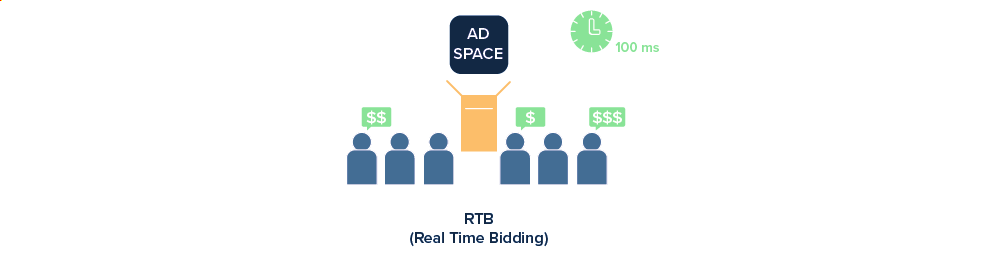 AD
SPACE
100 ms
$$
$
$$$
RTB
(Real Time Bidding)